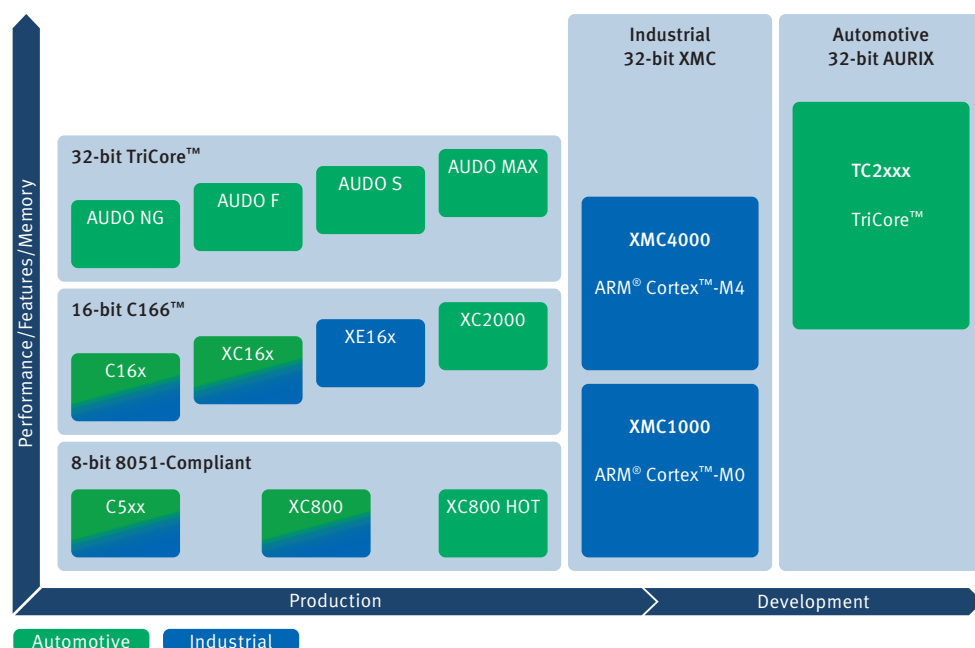 Industrial
32-bit XMC
Automotive
32-bit AURIX
Performance/Features/Memory
32-bit TriCore™
AUDO NG
AUDO F
AUDO S
AUDO MAX
16-bit C166™
C16x
XC16x
XE16x
XC2000
8-bit 8051-Compliant
C5xx
XC800
XC800 HOT
XMC4000
ARM® Cortex™-M4
XMC1000
ARM® Cortex™-M0
TC2xxx
TriCore™
Production
Development
Automotive
Industrial